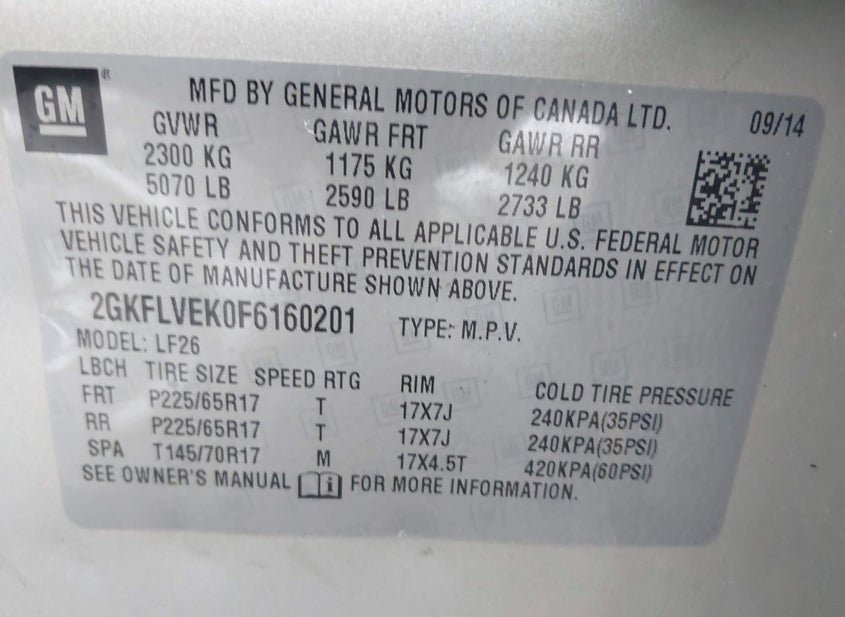 GM
MFD BY GENERAL MOTORS OF CANADA LTD. 09/14
GVWR GAWR FRT GAWR RR
2300 KG 1175 KG 1240 KG
5070 LB 2590 LB 2733 LB
THIS VEHICLE CONFORMS TO ALL APPLICABLE U.S. FEDERAL MOTOR
VEHICLE SAFETY AND THEFT PREVENTION STANDARDS IN EFFECT ON
THE DATE OF MANUFACTURE SHOWN ABOVE.
2GKFLVEK0F6160201 TYPE: M.P.V.
MODEL: LF26
LBCH TIRE SIZE SPEED RTG RIM COLD TIRE PRESSURE
FRT P225/65R17 T 17X7J 240KPA(35PSI)
RR P225/65R17 T 17X7J 240KPA(35PSI)
SPA T145/70R17 M 17X4.5T 420KPA(60PSI)
SEE OWNER'S MANUAL i FOR MORE INFORMATION.